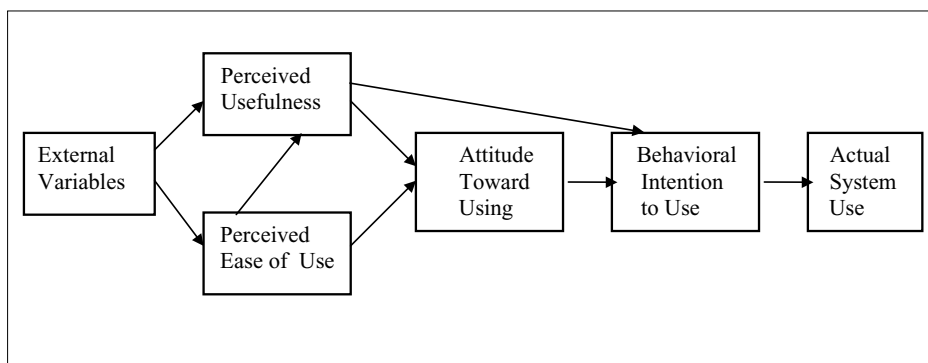 External
Variables
Perceived
Usefulness
Perceived
Ease of Use
Attitude
Toward
Using
Behavioral
Intention
to Use
Actual
System
Use